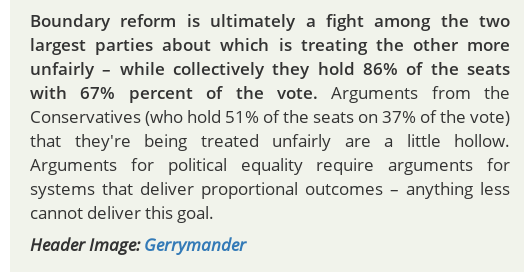 Boundary reform is ultimately a fight among the two
largest parties about which is treating the other more
unfairly – while collectively they hold 86% of the seats
with 67% percent of the vote. Arguments from the
Conservatives (who hold 51% of the seats on 37% of the vote)
that they're being treated unfairly are a little hollow.
Arguments for political equality require arguments for
systems that deliver proportional outcomes – anything less
cannot deliver this goal.
Header Image: Gerrymander